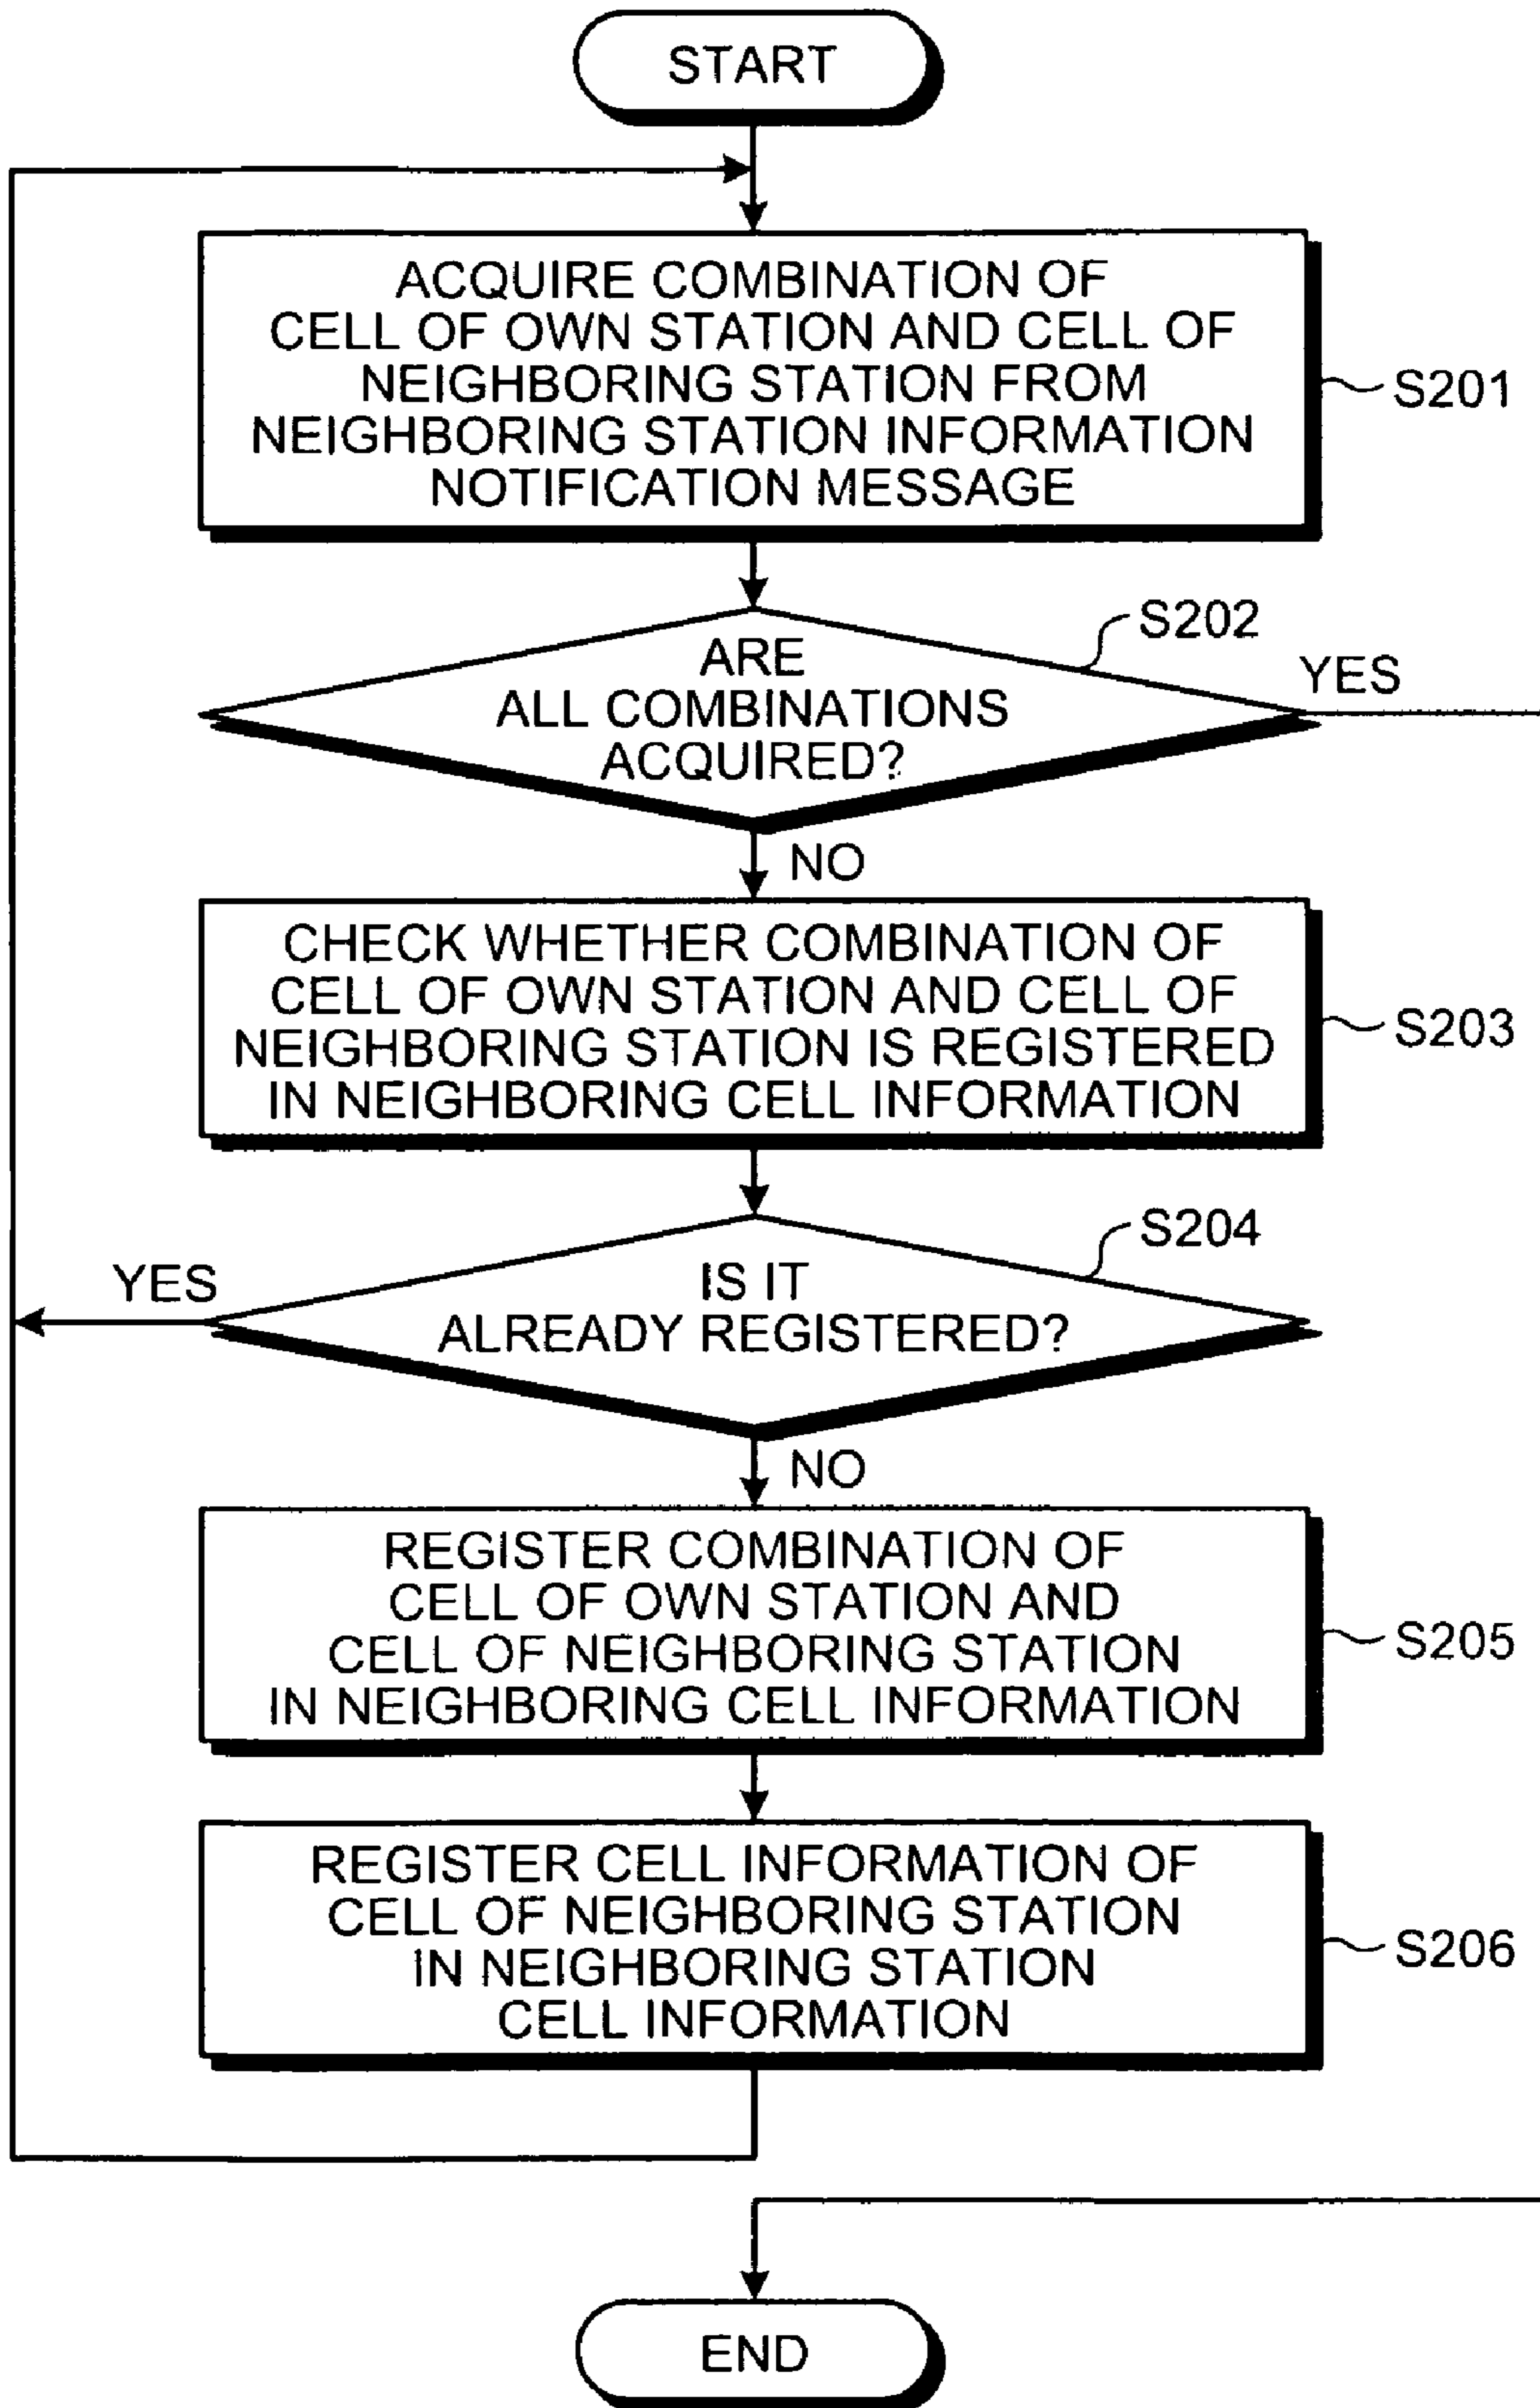 START
ACQUIRE COMBINATION OF
CELL OF OWN STATION AND CELL OF
NEIGHBORING STATION FROM
NEIGHBORING STATION INFORMATION
NOTIFICATION MESSAGE
S201
S202
ARE
ALL COMBINATIONS
ACQUIRED?
YES
NO
CHECK WHETHER COMBINATION OF
CELL OF OWN STATION AND CELL OF
NEIGHBORING STATION IS REGISTERED
IN NEIGHBORING CELL INFORMATION
S203
S204
IS IT
ALREADY REGISTERED?
YES
NO
REGISTER COMBINATION OF
CELL OF OWN STATION AND
CELL OF NEIGHBORING STATION
IN NEIGHBORING CELL INFORMATION
S205
REGISTER CELL INFORMATION OF
CELL OF NEIGHBORING STATION
IN NEIGHBORING STATION
CELL INFORMATION
S206
END